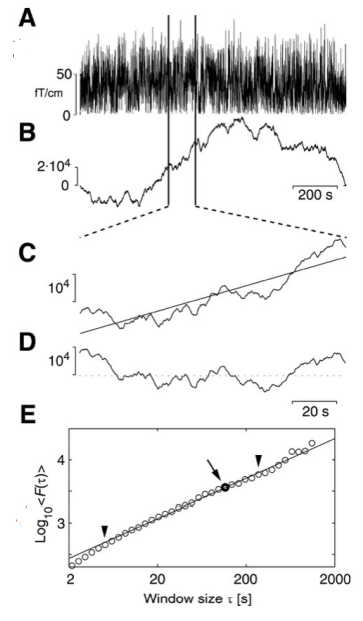 A
50
fT/cm
0
B
2·10⁴
0
200 s
C
10⁴
D
10⁴
20 s
E
4
Log₁₀<F(τ)>
3
2 20 200 2000
Window size τ [s]